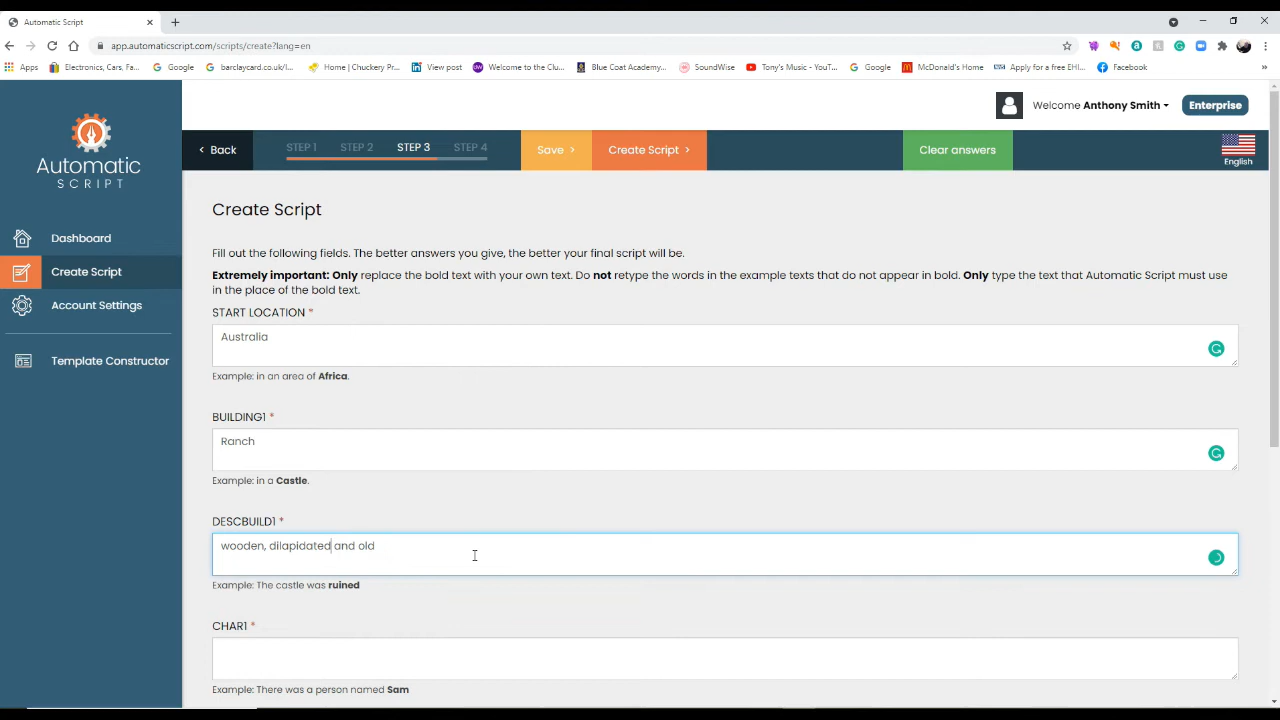 Automatic Script
app.automaticscript.com/scripts/create?lang=en
Apps
Electronics, Cars, Fa...
Google
barclaycard.co.uk/l...
Home | Chuckery Pr...
View post
Welcome to the Clu...
Blue Coat Academy...
SoundWise
Tony's Music - YouT...
Google
McDonald's Home
Apply for a free EHI...
Facebook
»
Welcome Anthony Smith
Enterprise
Back
STEP 1
STEP 2
STEP 3
STEP 4
Save
Create Script
Clear answers
English
Automatic
SCRIPT
Dashboard
Create Script
Account Settings
Template Constructor
Create Script
Fill out the following fields. The better answers you give, the better your final script will be.
Extremely important: Only replace the bold text with your own text. Do not retype the words in the example texts that do not appear in bold. Only type the text that Automatic Script must use
in the place of the bold text.
START LOCATION *
Australia
Example: in an area of Africa.
BUILDING1 *
Ranch
Example: in a Castle.
DESCBUILD1 *
wooden, dilapidated and old
Example: The castle was ruined
CHAR1 *
Example: There was a person named Sam